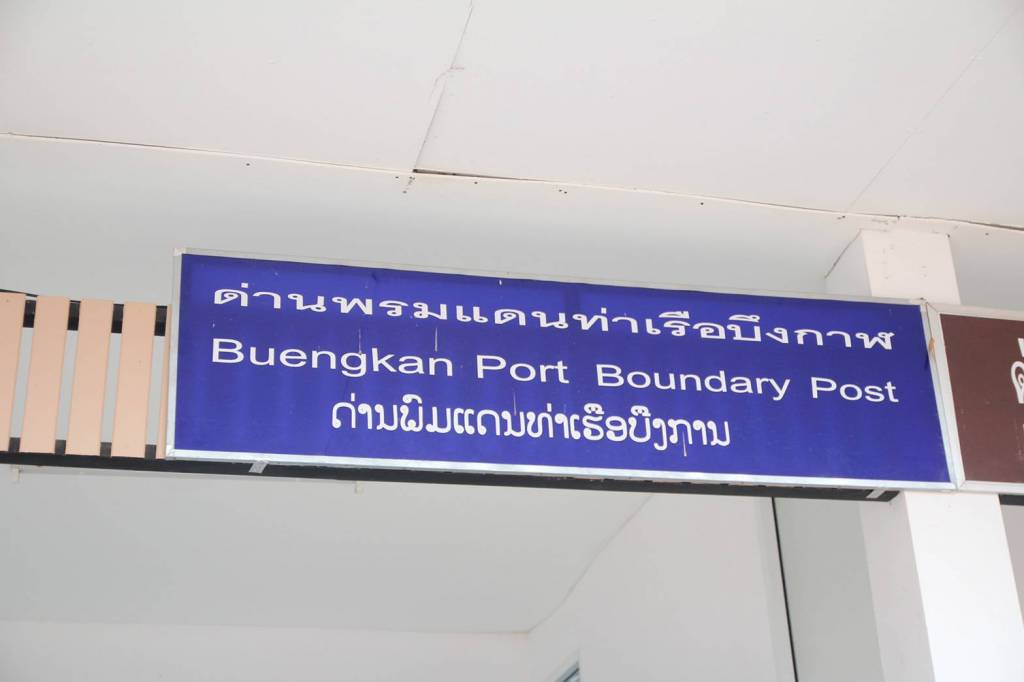 ด่านพรมแดนท่าเรือบึงกาฬ
Buengkan Port Boundary Post
ດ່ານພົມແດນທ່າເຮືອບືງການ